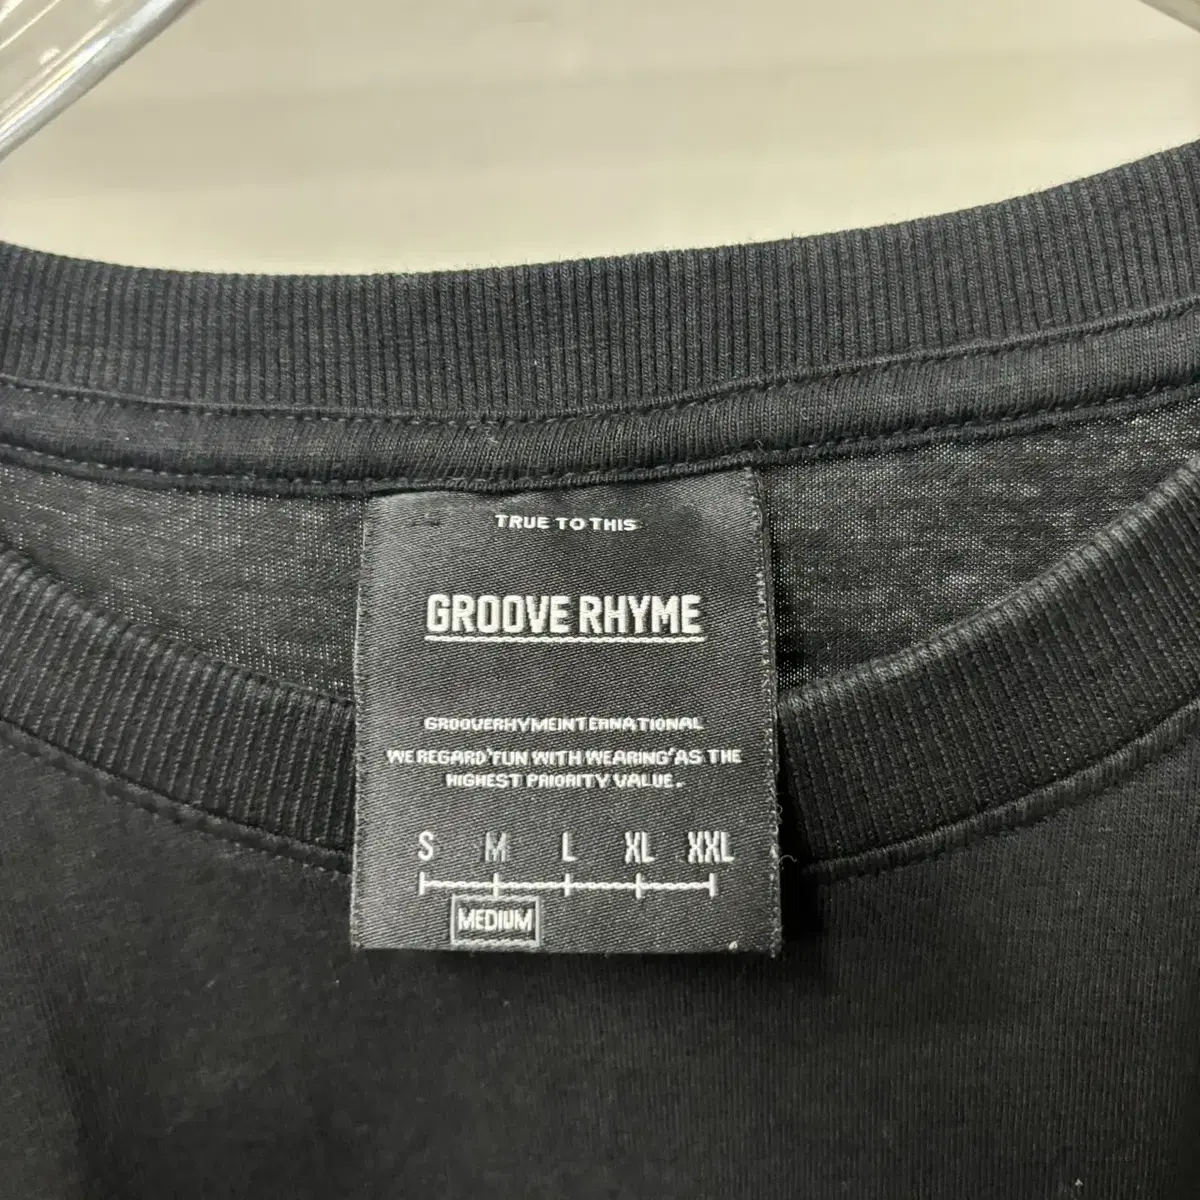 TRUE TO THIS
GROOVE RHYME
GROOVERHYMEINTERNATIONAL
WE REGARD'FUN WITH WEARING'AS THE
HIGHEST PRIORITY VALUE.
S M L XL XXL
MEDIUM